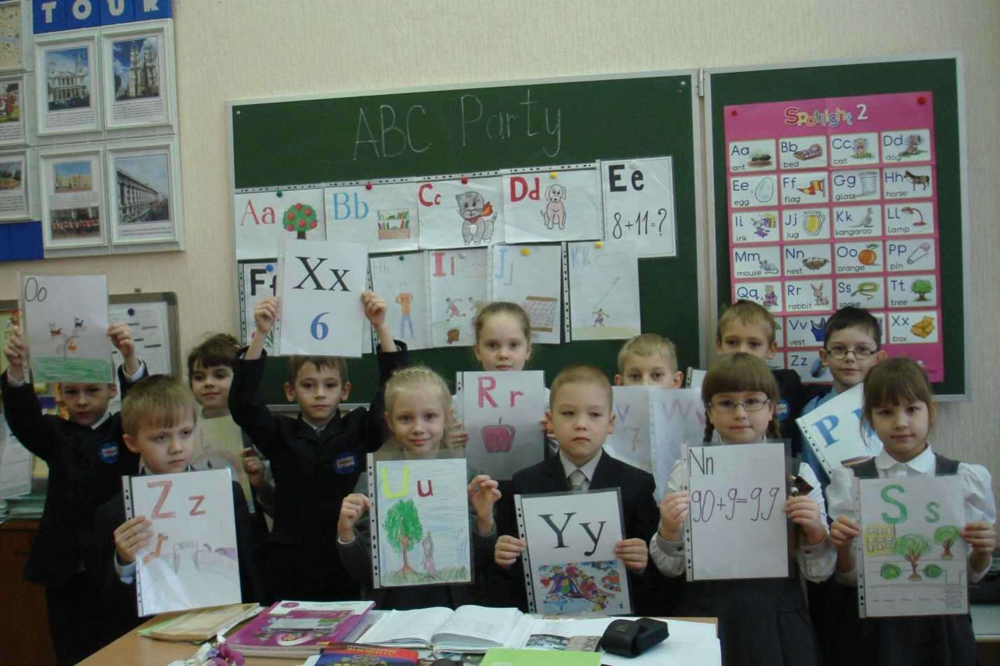 TOUR
ABC Party
Spotlight 2
Aa
ant
Bb
bed
Cc
cat
Dd
dog
Ee
egg
Ff
flag
Gg
glass
Hh
horse
Ii
ink
Jj
jug
Kk
kangaroo
Ll
lamp
Mm
mouse
Nn
nest
Oo
orange
Pp
pin
Qq
Rr
rabbit
Ss
snake
Tt
tree
Vv
vest
Xx
box
Zz
Aa
Bb
Cc
Dd
Ee
8+11=?
Ff
Hh
Ii
Jj
Kk
Oo
Xx
6
Rr
7
Ww
P
Zz
ZOO
Uu
Yy
Nn
90+9=99
Ss
ДНЕВНИК